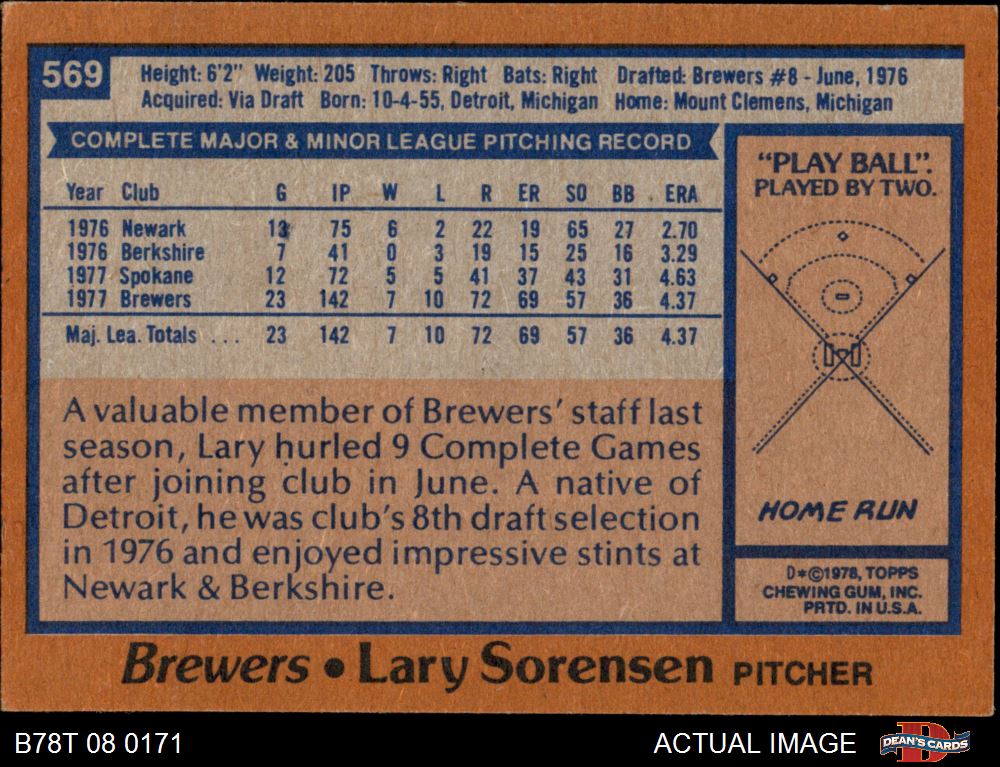 569
Height: 6'2" Weight: 205 Throws: Right Bats: Right Drafted: Brewers #8 - June, 1976
Acquired: Via Draft Born: 10-4-55, Detroit, Michigan Home: Mount Clemens, Michigan
COMPLETE MAJOR & MINOR LEAGUE PITCHING RECORD
Year Club G IP W L R ER SO BB ERA
1976 Newark 13 75 6 2 22 19 65 27 2.70
1976 Berkshire 7 41 0 3 19 15 25 16 3.29
1977 Spokane 12 72 5 5 41 37 43 31 4.63
1977 Brewers 23 142 7 10 72 69 57 36 4.37
Maj. Lea. Totals ... 23 142 7 10 72 69 57 36 4.37
A valuable member of Brewers' staff last
season, Lary hurled 9 Complete Games
after joining club in June. A native of
Detroit, he was club's 8th draft selection
in 1976 and enjoyed impressive stints at
Newark & Berkshire.
"PLAY BALL".
PLAYED BY TWO.
HOME RUN
D*©1978, TOPPS
CHEWING GUM, INC.
PRTD. IN U.S.A.
Brewers • Lary Sorensen PITCHER
B78T 08 0171
ACTUAL IMAGE
DEAN'S CARDS